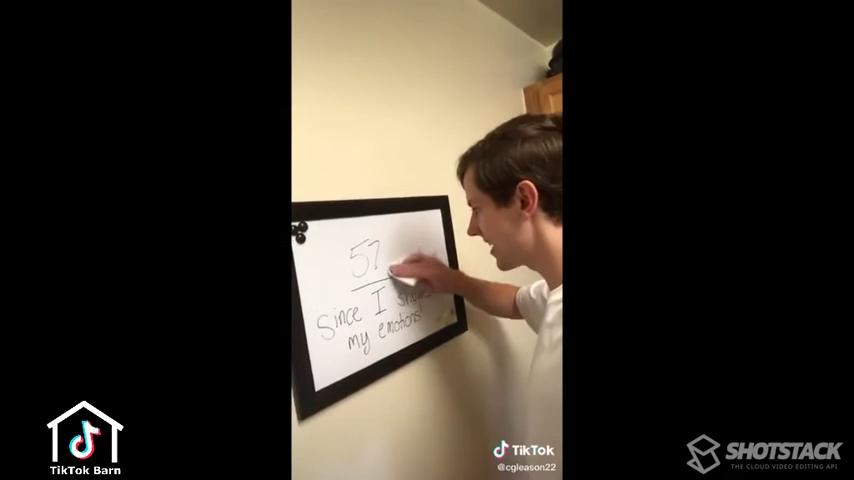 57
Since I
my emotions
TikTok
@cgleason22
TikTok Barn
SHOTSTACK
THE CLOUD VIDEO EDITING API